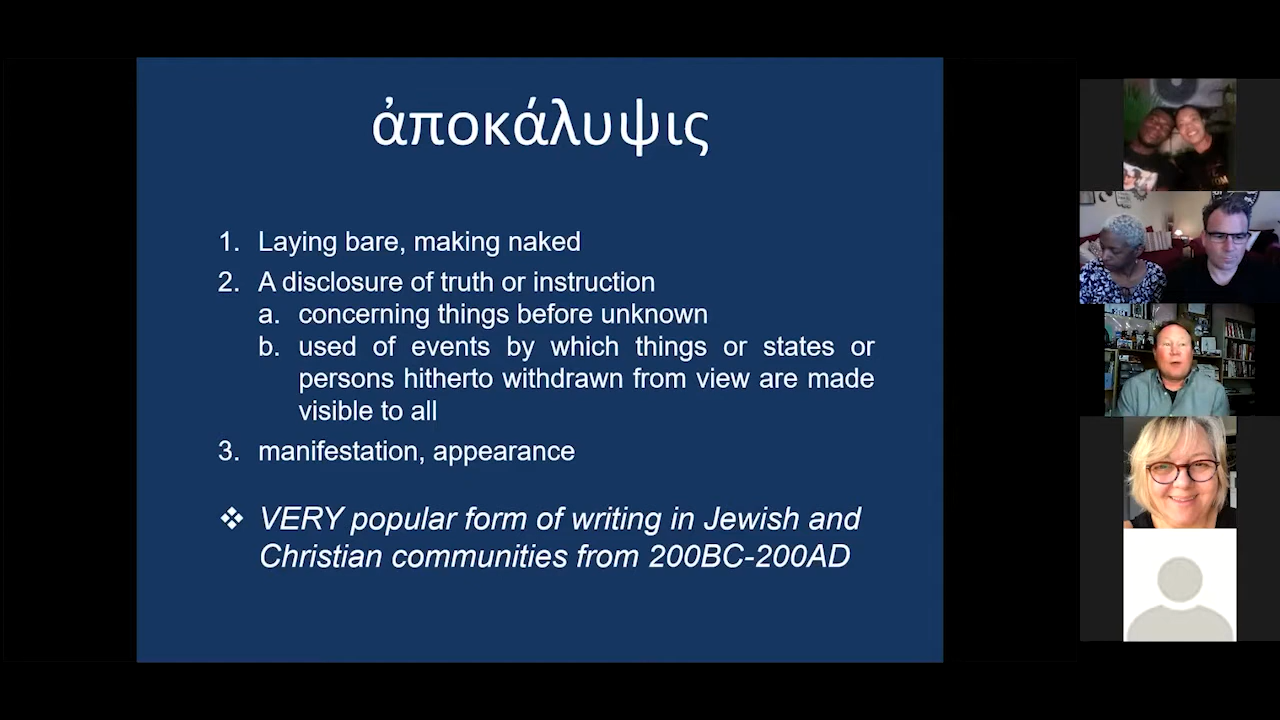 ἀποκάλυψις
1. Laying bare, making naked
2. A disclosure of truth or instruction
a. concerning things before unknown
b. used of events by which things or states or
persons hitherto withdrawn from view are made
visible to all
3. manifestation, appearance
❖ VERY popular form of writing in Jewish and
Christian communities from 200BC-200AD